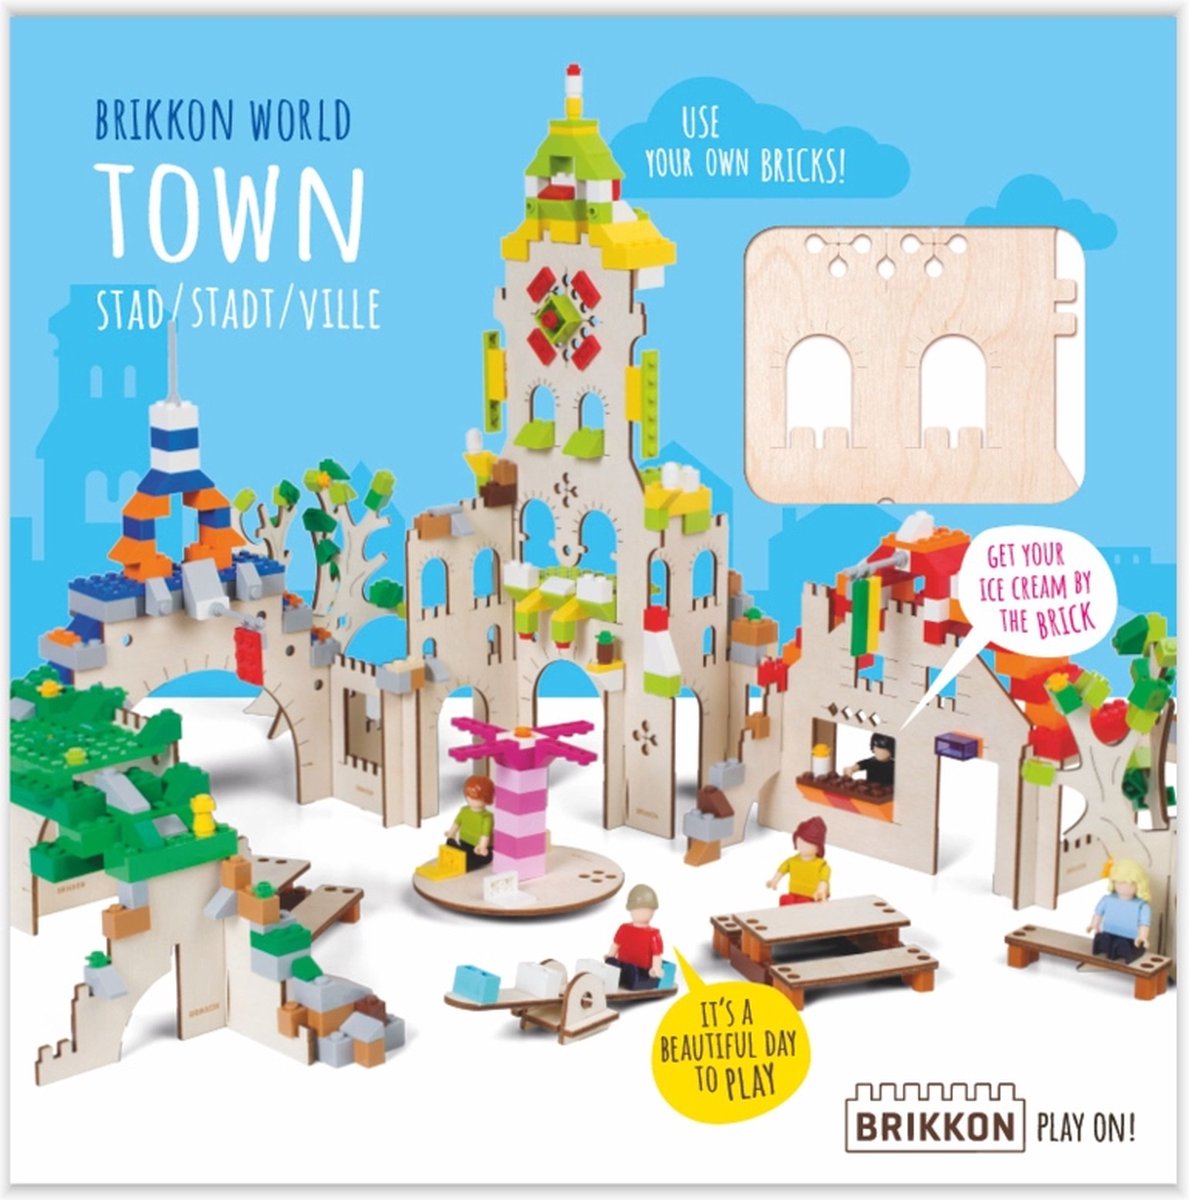 BRIKKON WORLD
TOWN
STAD/STADT/VILLE
USE
YOUR OWN BRICKS!
GET YOUR
ICE CREAM BY
THE BRICK
IT'S A
BEAUTIFUL DAY
TO PLAY
BRIKKON PLAY ON!